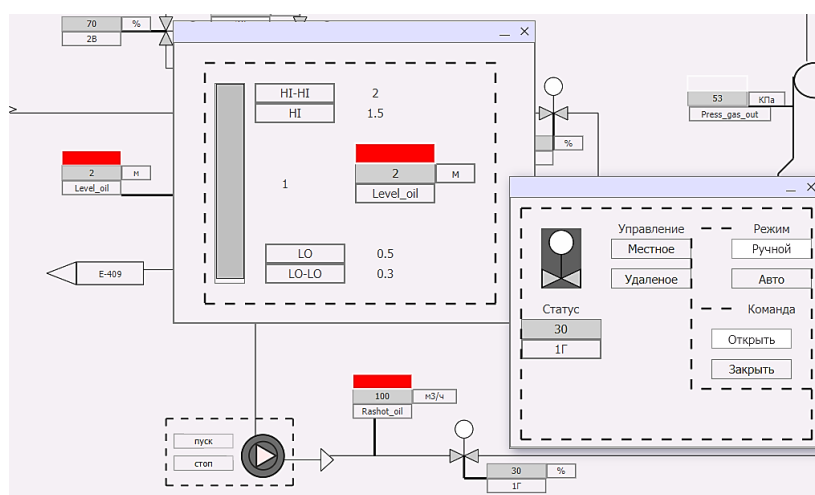 70 %
2В
HI-HI 2
HI 1.5
2 м
Level_oil
1
2 м
Level_oil
LO 0.5
LO-LO 0.3
E-409
%
53 КПа
Press_gas_out
Управление Режим
Местное Ручной
Удаленое Авто
Статус Команда
30
1Г
Открыть
Закрыть
100 м3/ч
Rashot_oil
пуск
стоп
30 %
1Г